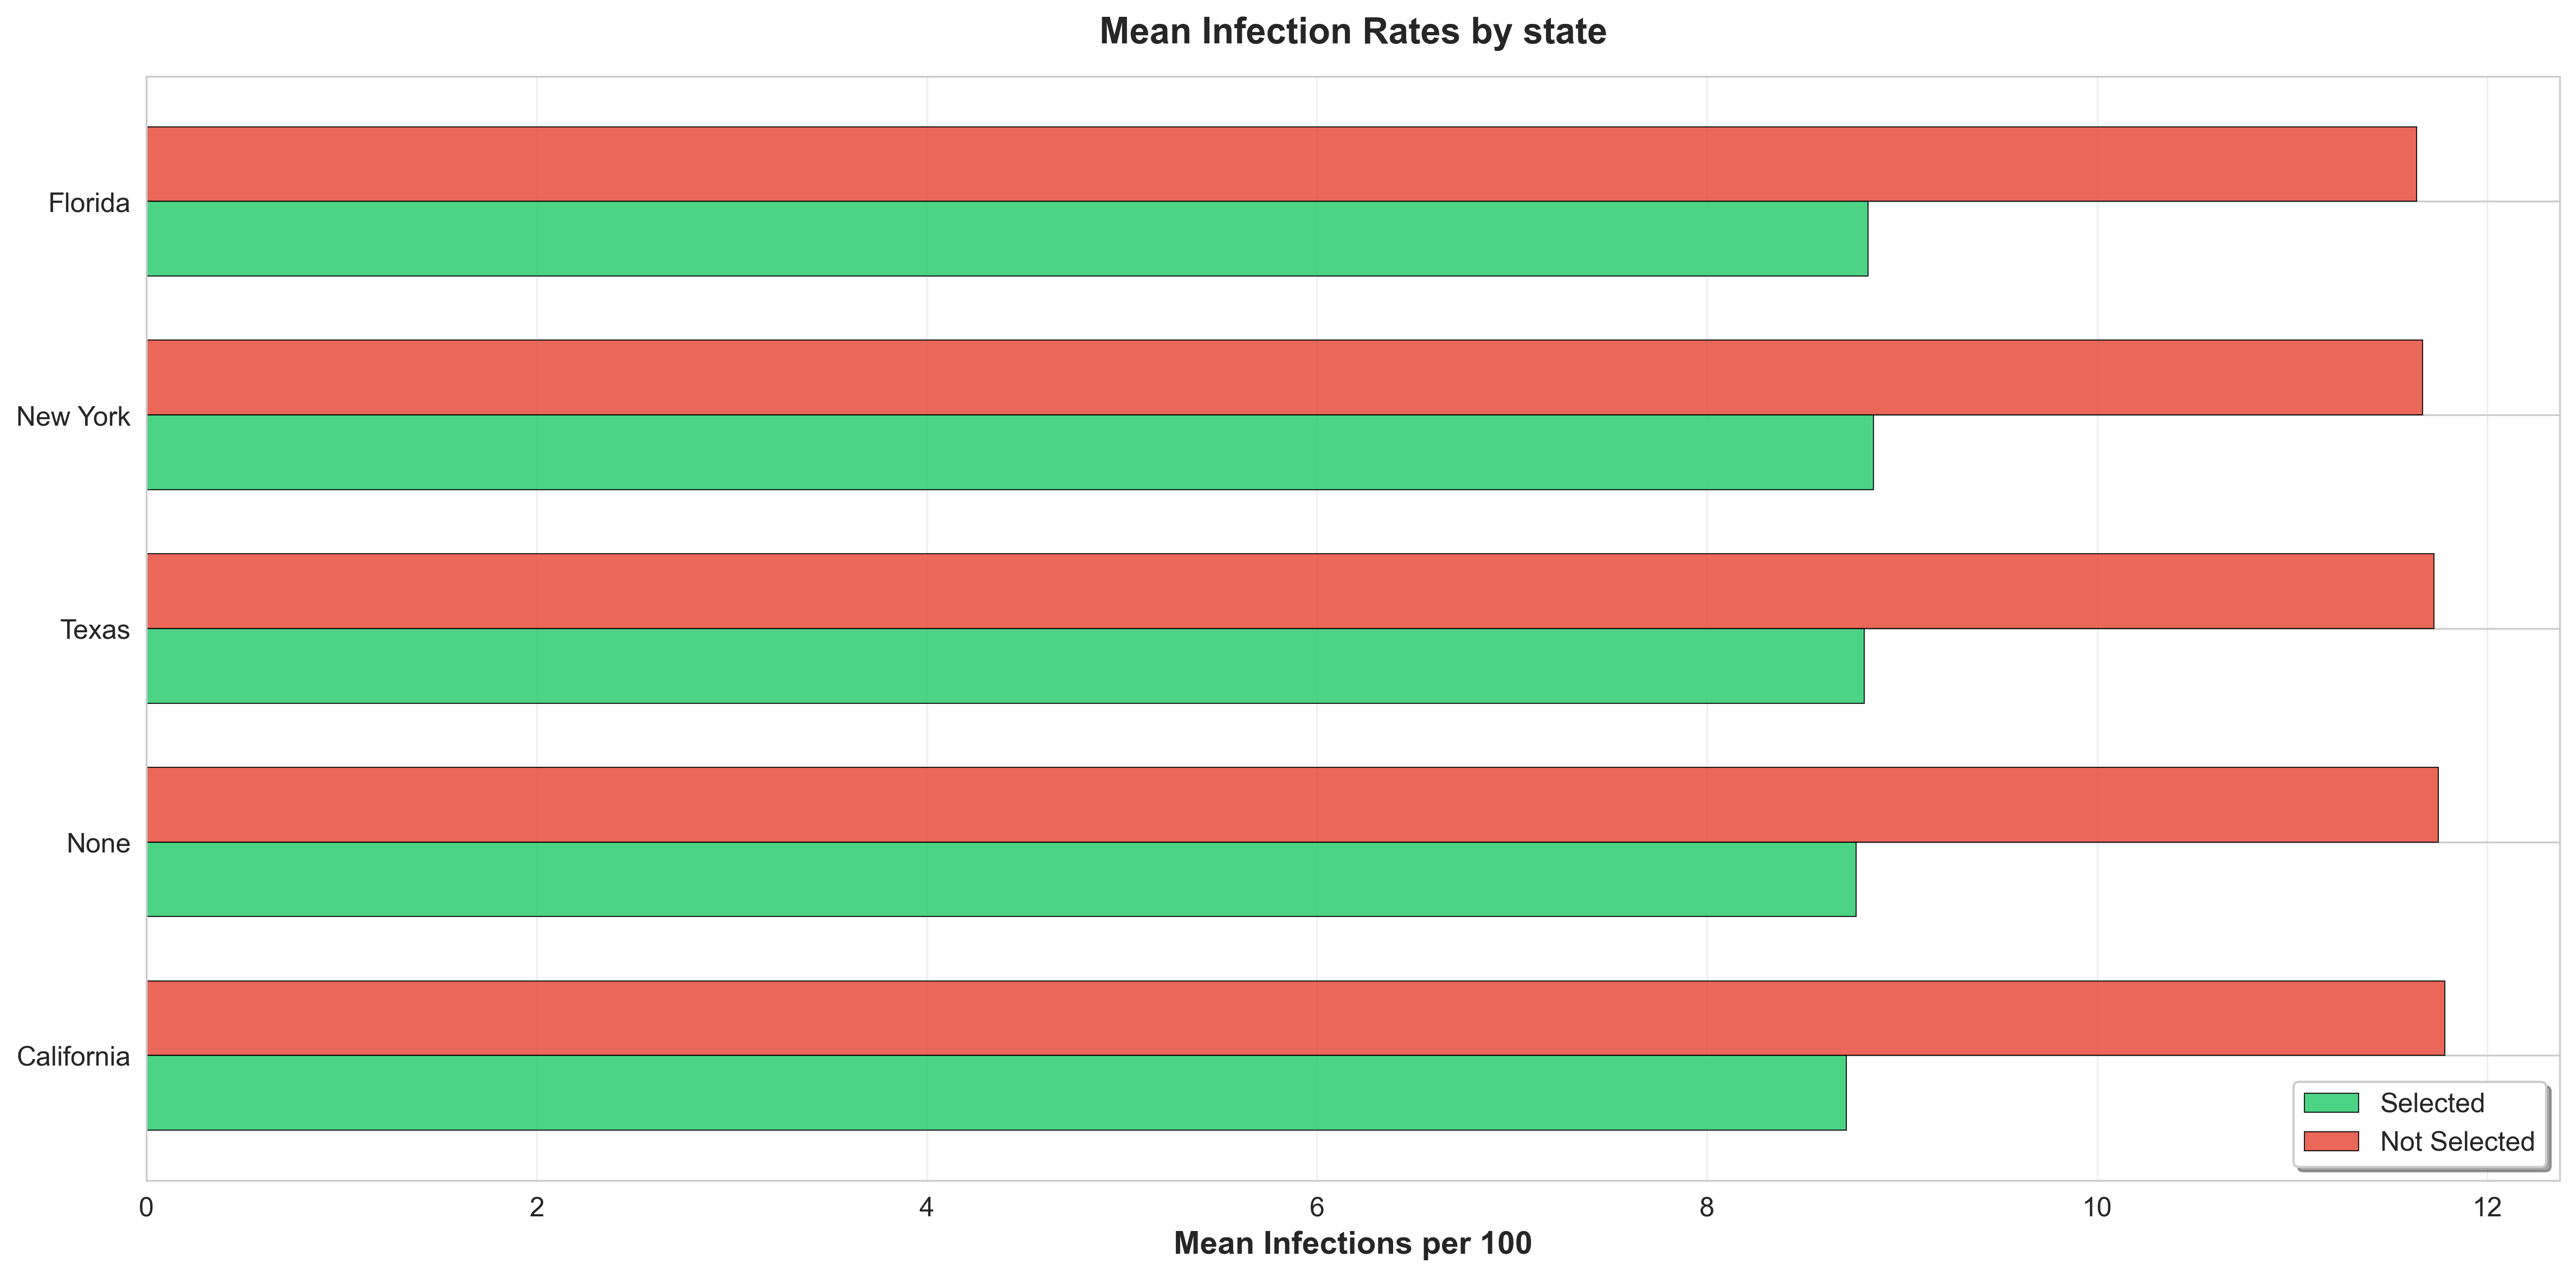 Mean Infection Rates by state
Florida
New York
Texas
None
California
Selected
Not Selected
0 2 4 6 8 10 12
Mean Infections per 100